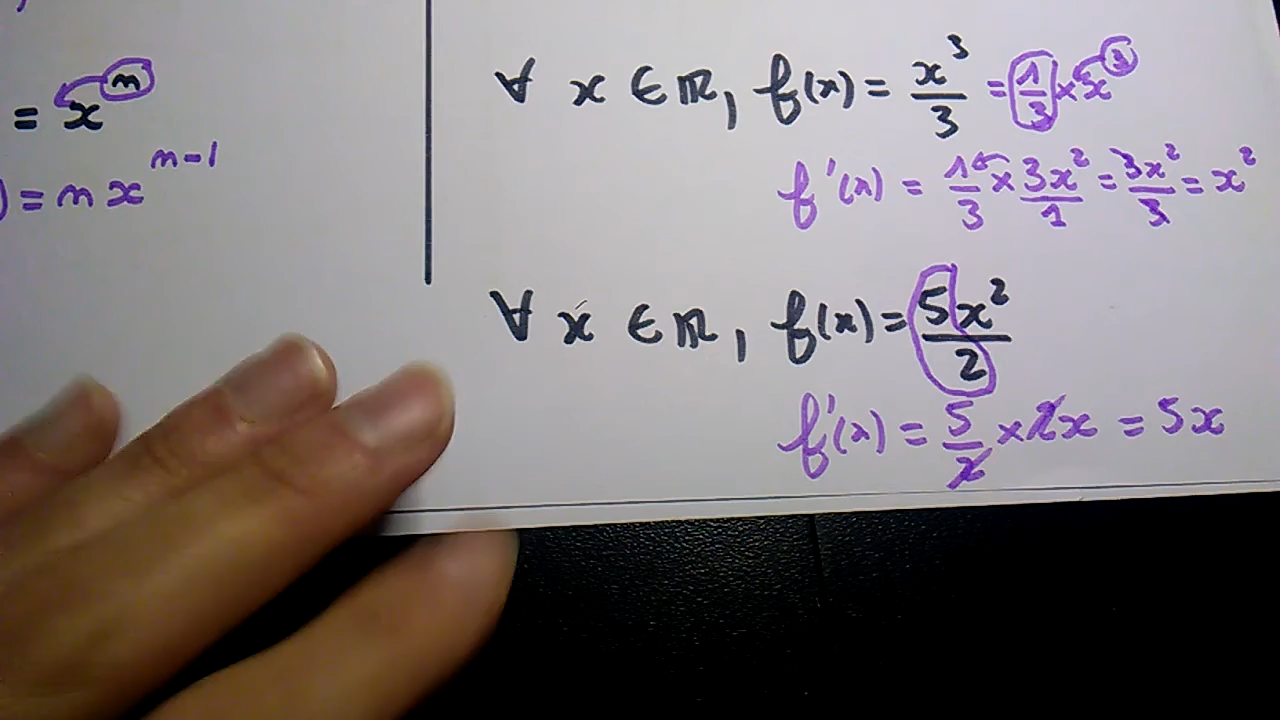 = x^m
) = m x^{m-1}
∀ x ∈ ℝ, f(x) = x³/3 = 1/3 × x³
f'(x) = 1/3 × 3x²/1 = 3x²/3 = x²
∀ x ∈ ℝ, f(x) = 5x²/2
f'(x) = 5/2 × 2x = 5x